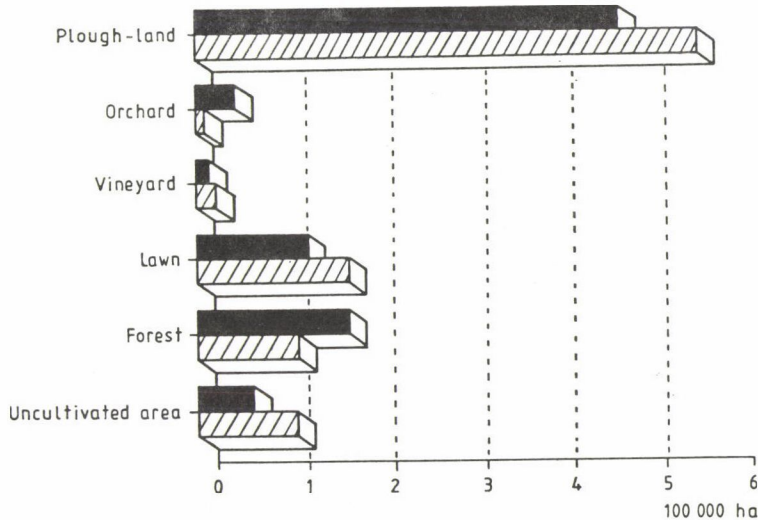 Plough-land
Orchard
Vineyard
Lawn
Forest
Uncultivated area
0 1 2 3 4 5 6
100 000 ha